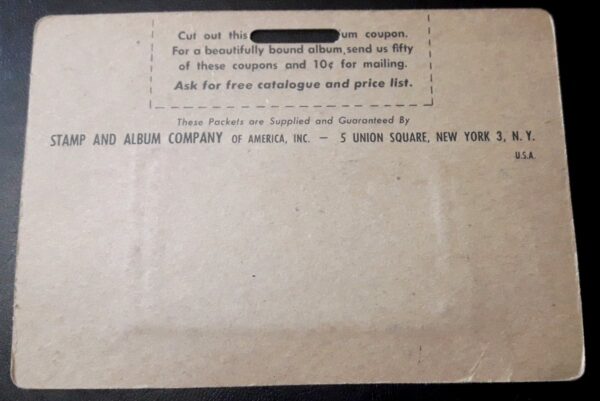 Cut out this um coupon.
For a beautifully bound album, send us fifty
of these coupons and 10¢ for mailing.
Ask for free catalogue and price list.
These Packets are Supplied and Guaranteed By
STAMP AND ALBUM COMPANY OF AMERICA, INC. — 5 UNION SQUARE, NEW YORK 3, N. Y.
U.S.A.